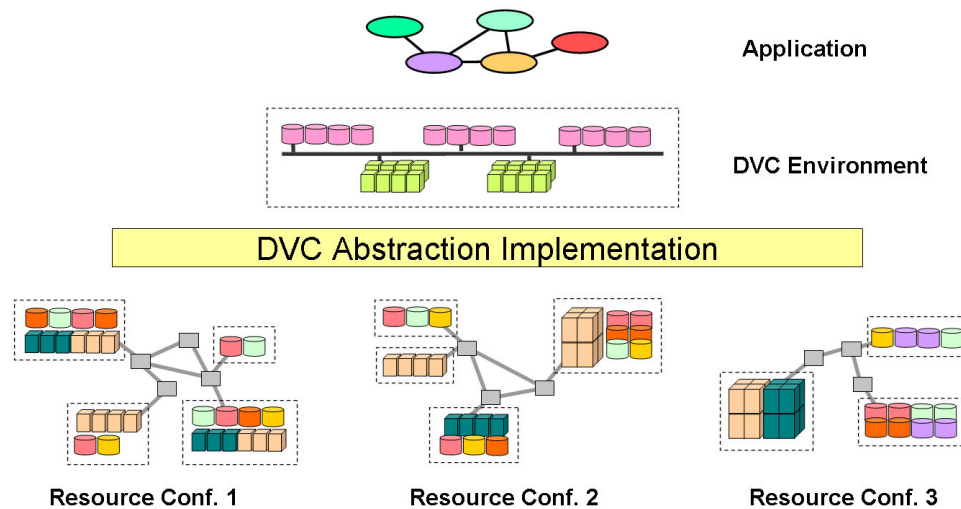 Application
DVC Environment
DVC Abstraction Implementation
Resource Conf. 1
Resource Conf. 2
Resource Conf. 3